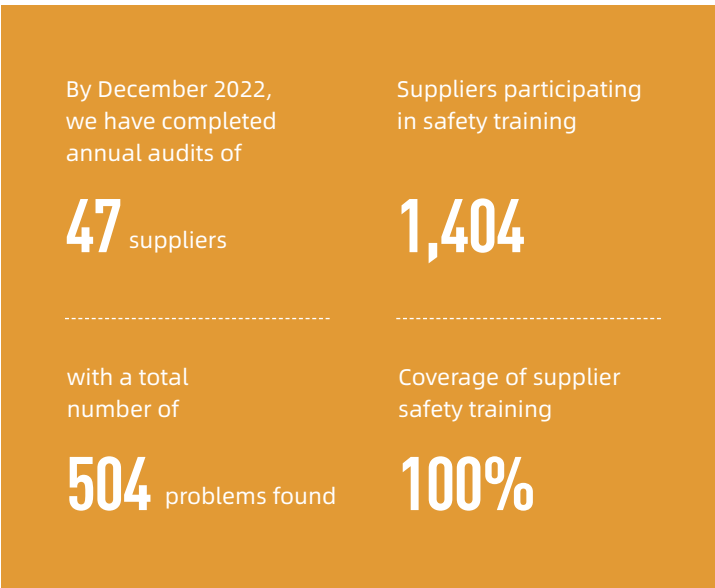 By December 2022,
we have completed
annual audits of
47 suppliers
with a total
number of
504 problems found
Suppliers participating
in safety training
1,404
Coverage of supplier
safety training
100%